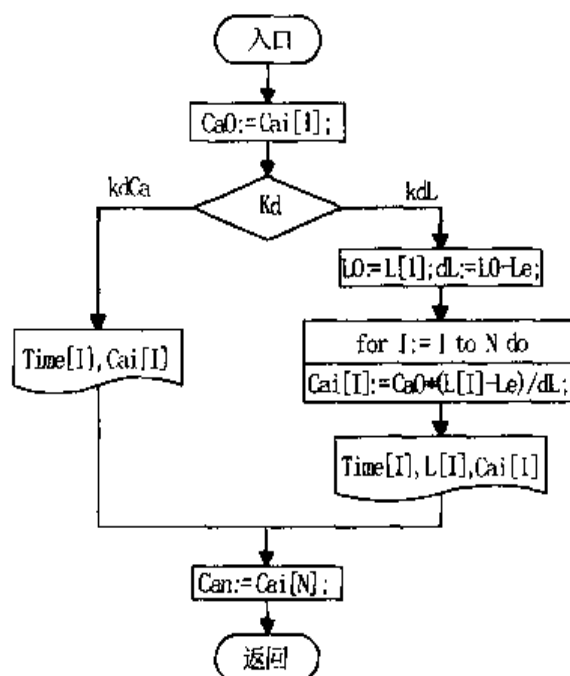 入口
Ca0:=Cai[1];
Kd
kdCa
kdL
L0:=L[1];dL:=L0-Le;
for I:=1 to N do
Cai[I]:=Ca0*(L[I]-Le)/dL;
Time[I],Cai[I]
Time[I],L[I],Cai[I]
Can:=Cai[N];
返回